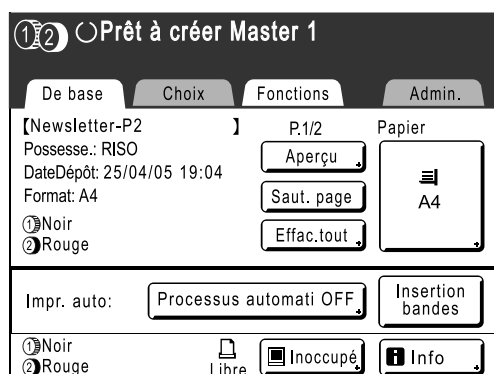 ①② Prêt à créer Master 1
De base Choix Fonctions Admin.
【Newsletter-P2 】 P.1/2 Papier
Possesse.: RISO
Aperçu
DateDépôt: 25/04/05 19:04
Format: A4
Saut. page
A4
①Noir
②Rouge
Effac.tout
Impr. auto: Processus automati OFF Insertion bandes
①Noir
②Rouge
Libre
Inoccupé
Info